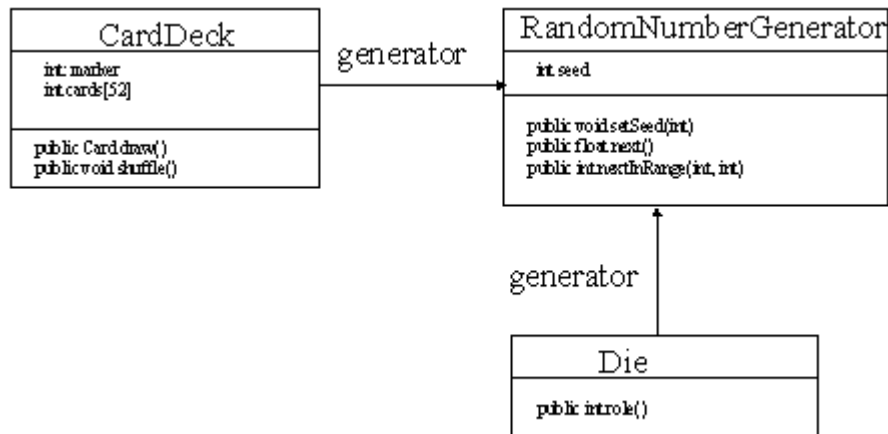 CardDeck
int: marker
int cards[52]
public Card draw()
public void shuffle()
generator
RandomNumberGenerator
int seed
public void setSeed(int)
public float next()
public int nextInRange(int, int)
generator
Die
public int role()